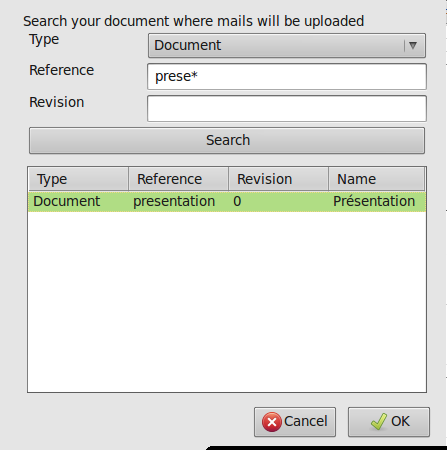 Search your document where mails will be uploaded
Type Document
Reference prese*
Revision
Search
Type Reference Revision Name
Document presentation 0 Présentation
Cancel OK